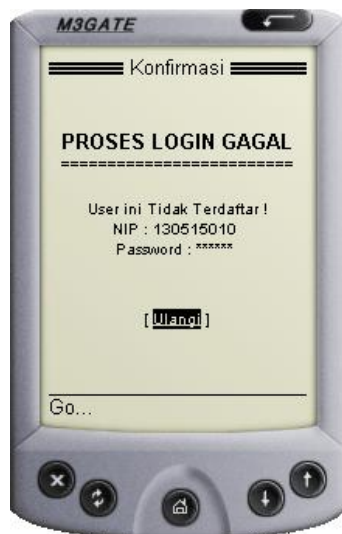 M3GATE
Konfirmasi
PROSES LOGIN GAGAL
==========================
User ini Tidak Terdaftar !
NIP : 130515010
Password : ******
[ Ulangi ]
Go...